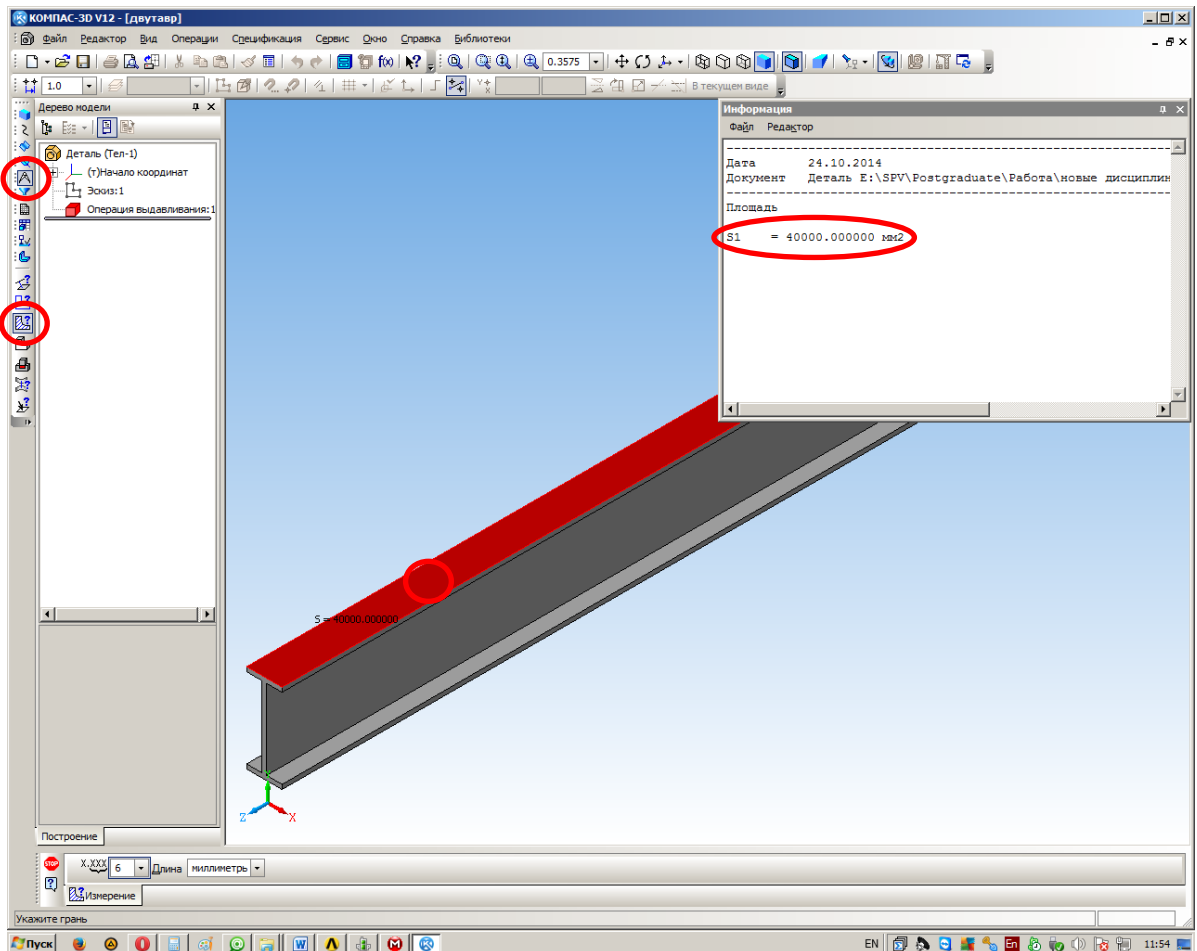 КОМПАС-3D V12 - [двутавр]
Файл Редактор Вид Операции Спецификация Сервис Окно Справка Библиотеки
0.3575
1.0
В текущем виде
Дерево модели
Деталь (Тел-1)
(т)Начало координат
Эскиз:1
Операция выдавливания:1
Информация
Файл Редактор
Дата 24.10.2014
Документ Деталь E:\SPV\Postgraduate\Работа\новые дисциплин
Площадь
S1 = 40000.000000 мм2
S = 40000.000000
Z X
Построение
STOP X.XXX 6 Длина миллиметры
Измерение
Укажите грань
Пуск EN 11:54